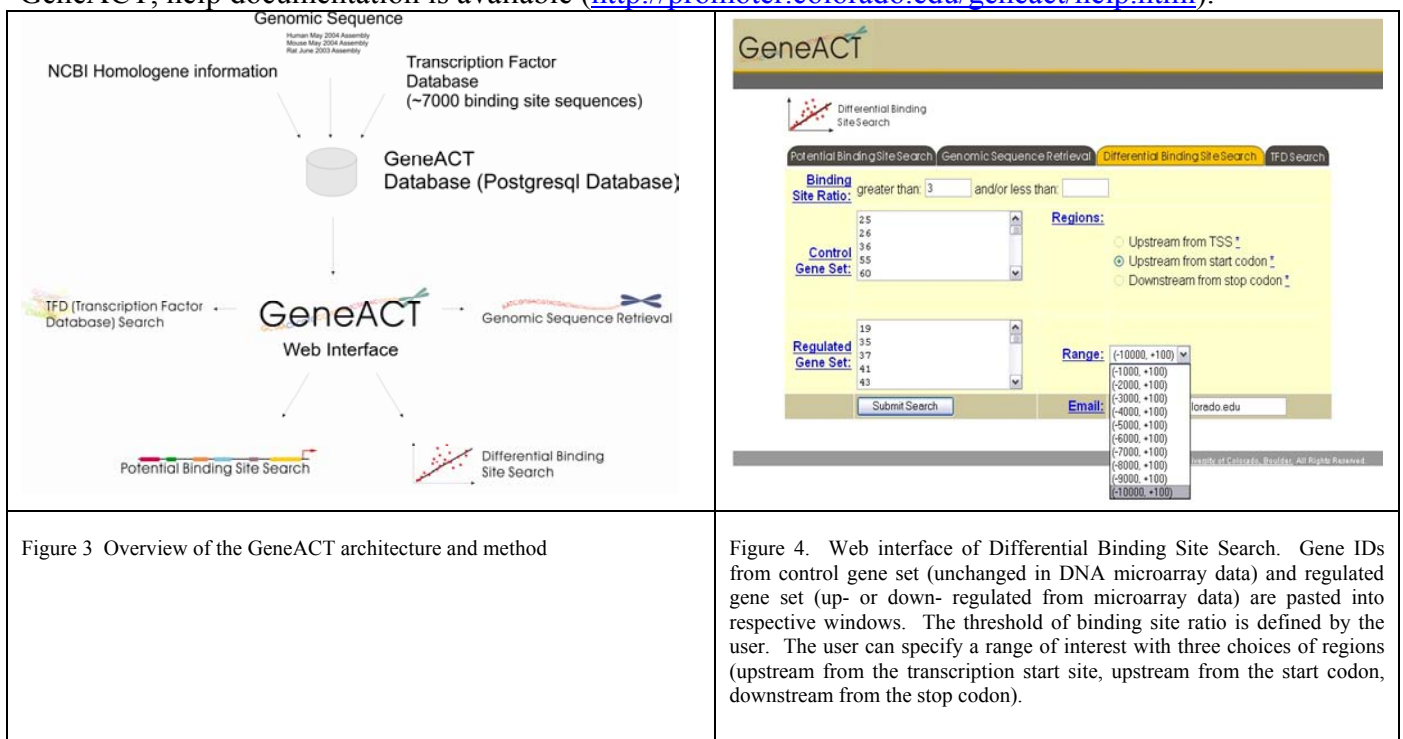 GeneACT, help documentation is available (http://promoter.colorado.edu/geneact/help.html).
Genomic Sequence
Human May 2004 Assembly
Mouse May 2004 Assembly
Rat June 2003 Assembly
NCBI Homologene information
Transcription Factor
Database
(~7000 binding site sequences)
GeneACT
Database (Postgresql Database)
TFD (Transcription Factor
Database) Search
GeneACT
Web Interface
Genomic Sequence Retrieval
Potential Binding Site Search
Differential Binding
Site Search
GeneACT
Differential Binding
Site Search
Potential Binding Site Search Genomic Sequence Retrieval Differential Binding Site Search TFD Search
Binding
Site Ratio: greater than: 3 and/or less than:
Control
Gene Set:
25
26
36
55
60
Regions:
Upstream from TSS *
Upstream from start codon *
Downstream from stop codon *
Regulated
Gene Set:
19
35
37
41
43
Range: (-10000, +100)
(-1000, +100)
(-2000, +100)
(-3000, +100)
(-4000, +100)
(-5000, +100)
(-6000, +100)
(-7000, +100)
(-8000, +100)
(-9000, +100)
(-10000, +100)
Submit Search
Email: lorado.edu
iversity of Colorado, Boulder, All Rights Reserved.
Figure 3 Overview of the GeneACT architecture and method
Figure 4. Web interface of Differential Binding Site Search. Gene IDs
from control gene set (unchanged in DNA microarray data) and regulated
gene set (up- or down- regulated from microarray data) are pasted into
respective windows. The threshold of binding site ratio is defined by the
user. The user can specify a range of interest with three choices of regions
(upstream from the transcription start site, upstream from the start codon,
downstream from the stop codon).